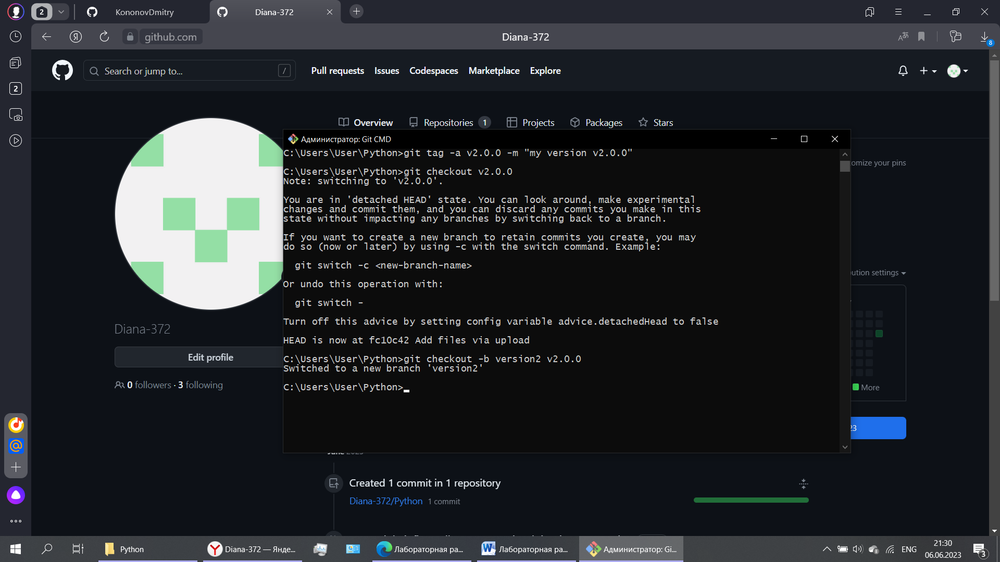 2
KononovDmitry
Diana-372
github.com
Diana-372
8
2
Search or jump to...
/
Pull requests
Issues
Codespaces
Marketplace
Explore
Overview
Repositories 1
Projects
Packages
Stars
Администратор: Git CMD
C:\Users\User\Python>git tag -a v2.0.0 -m "my version v2.0.0"
C:\Users\User\Python>git checkout v2.0.0
Note: switching to 'v2.0.0'.
You are in 'detached HEAD' state. You can look around, make experimental
changes and commit them, and you can discard any commits you make in this
state without impacting any branches by switching back to a branch.
If you want to create a new branch to retain commits you create, you may
do so (now or later) by using -c with the switch command. Example:
git switch -c <new-branch-name>
Or undo this operation with:
git switch -
Turn off this advice by setting config variable advice.detachedHead to false
HEAD is now at fc10c42 Add files via upload
C:\Users\User\Python>git checkout -b version2 v2.0.0
Switched to a new branch 'version2'
C:\Users\User\Python>
omize your pins
ution settings
More
23
Diana-372
Edit profile
0 followers · 3 following
June 2023
Created 1 commit in 1 repository
Diana-372/Python 1 commit
Python
Diana-372 — Янде...
Лабораторная ра...
Лабораторная ра...
Администратор: Gi...
ENG
21:30
06.06.2023
3